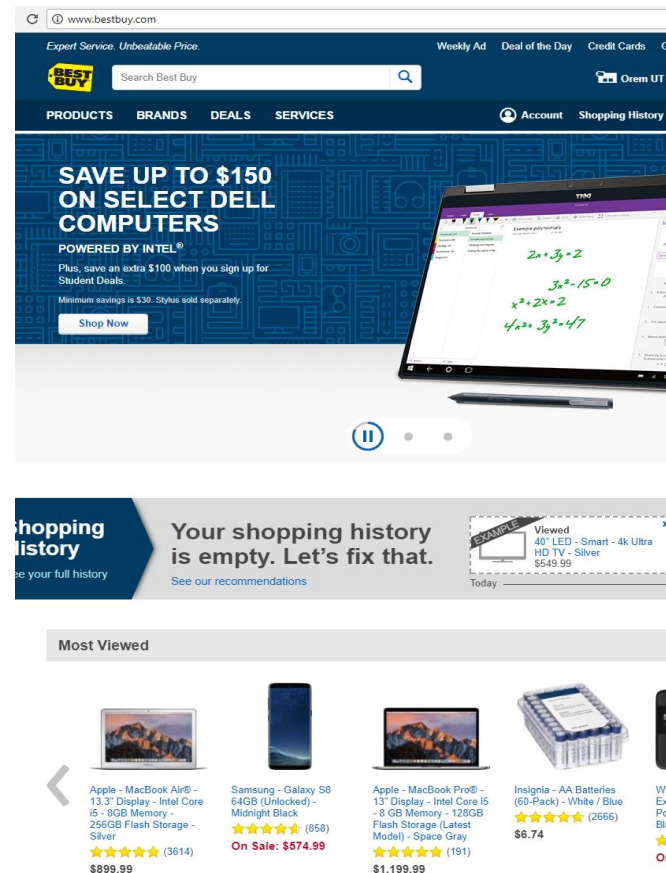 www.bestbuy.com
Expert Service. Unbeatable Price.
Weekly Ad Deal of the Day Credit Cards
BEST BUY
Search Best Buy
Orem UT
PRODUCTS BRANDS DEALS SERVICES
Account Shopping History
SAVE UP TO $150
ON SELECT DELL
COMPUTERS
POWERED BY INTEL®
Plus, save an extra $100 when you sign up for
Student Deals.
Minimum savings is $30. Stylus sold separately.
Shop Now
Example polynomials
2x+3y=2
3x²-15=0
x²+2x=2
4x²+3y²=47
Shopping
History
See your full history
Your shopping history
is empty. Let's fix that.
See our recommendations
EXAMPLE
Viewed
40" LED - Smart - 4k Ultra
HD TV - Silver
$549.99
Today
Most Viewed
Apple - MacBook Air® -
13.3" Display - Intel Core
i5 - 8GB Memory -
256GB Flash Storage -
Silver
(3614)
$899.99
Samsung - Galaxy S8
64GB (Unlocked) -
Midnight Black
(858)
On Sale: $574.99
Apple - MacBook Pro® -
13" Display - Intel Core i5
- 8 GB Memory - 128GB
Flash Storage (Latest
Model) - Space Gray
(191)
$1,199.99
Insignia - AA Batteries
(60-Pack) - White / Blue
(2666)
$6.74